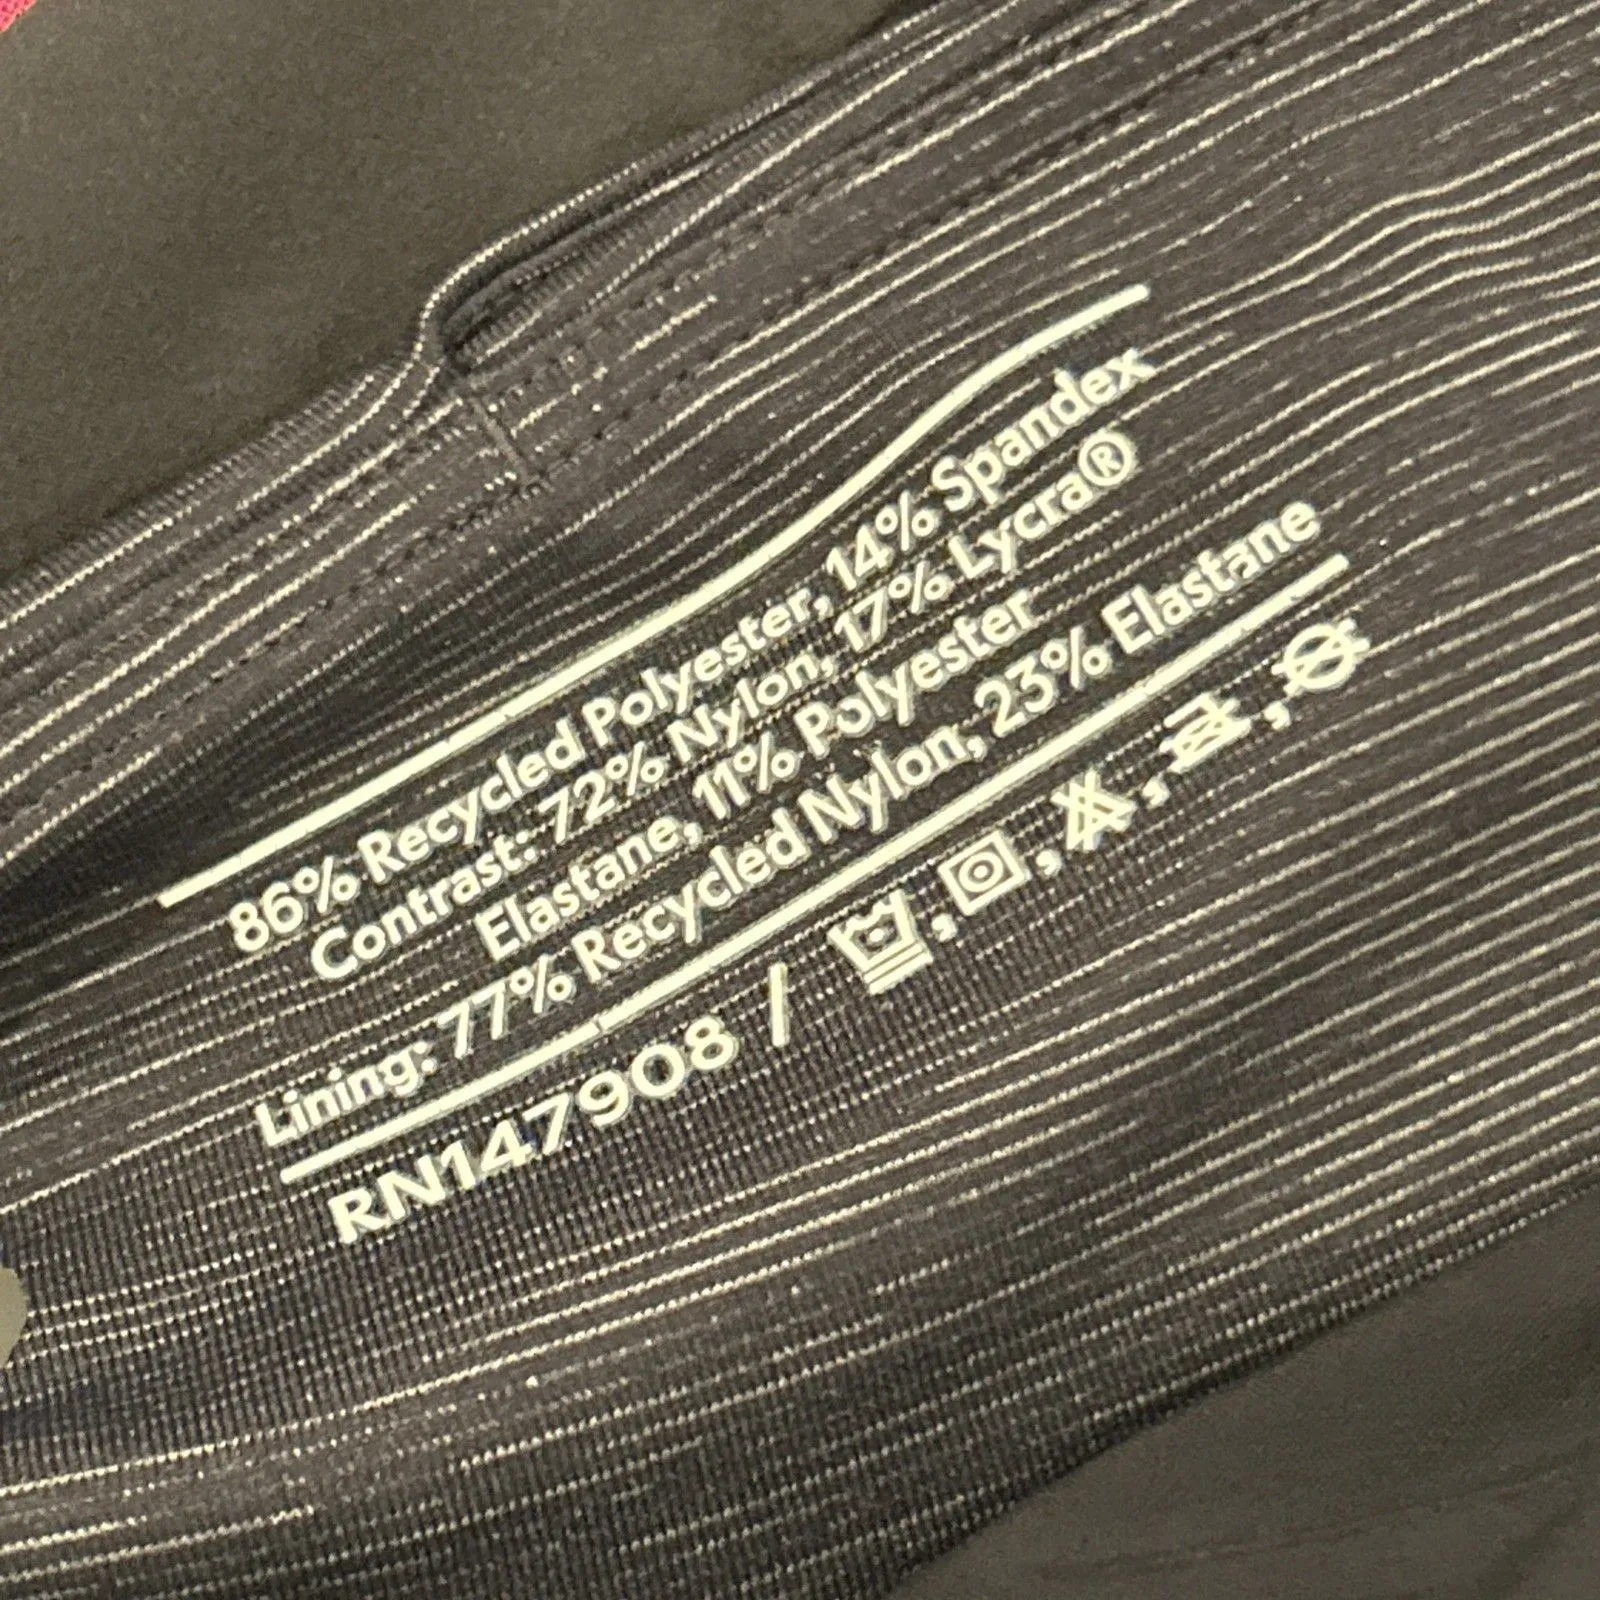 86% Recycled Polyester, 14% Spandex
Contrast: 72% Nylon, 17% Lycra®
Elastane, 11% Polyester
Lining: 77% Recycled Nylon, 23% Elastane
RN147908 /